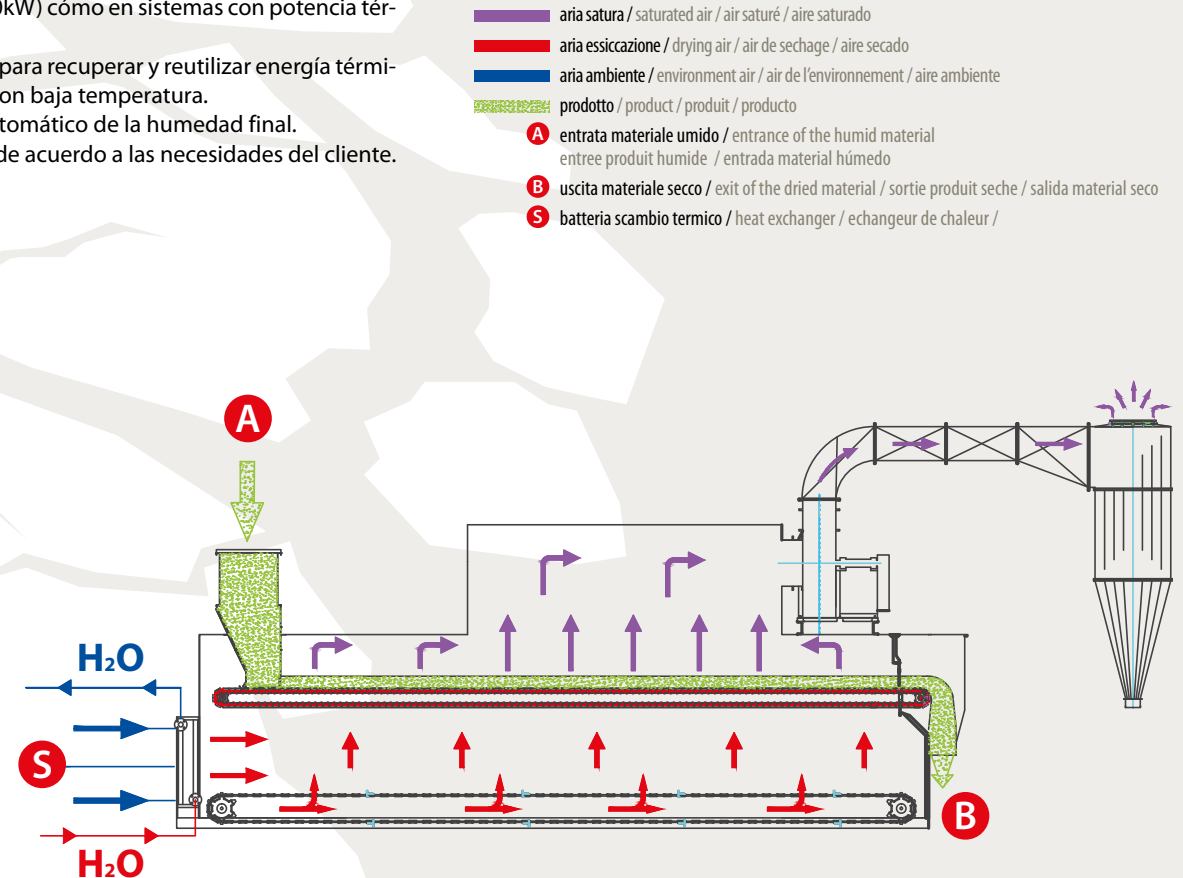 0kW) cómo en sistemas con potencia tér-
para recuperar y reutilizar energía térmi-
on baja temperatura.
tomático de la humedad final.
de acuerdo a las necesidades del cliente.
aria satura / saturated air / air saturé / aire saturado
aria essiccazione / drying air / air de sechage / aire secado
aria ambiente / environment air / air de l'environnement / aire ambiente
prodotto / product / produit / producto
A entrata materiale umido / entrance of the humid material
entree produit humide / entrada material húmedo
B uscita materiale secco / exit of the dried material / sortie produit seche / salida material seco
S batteria scambio termico / heat exchanger / echangeur de chaleur /
A
H₂O
S
B
H₂O